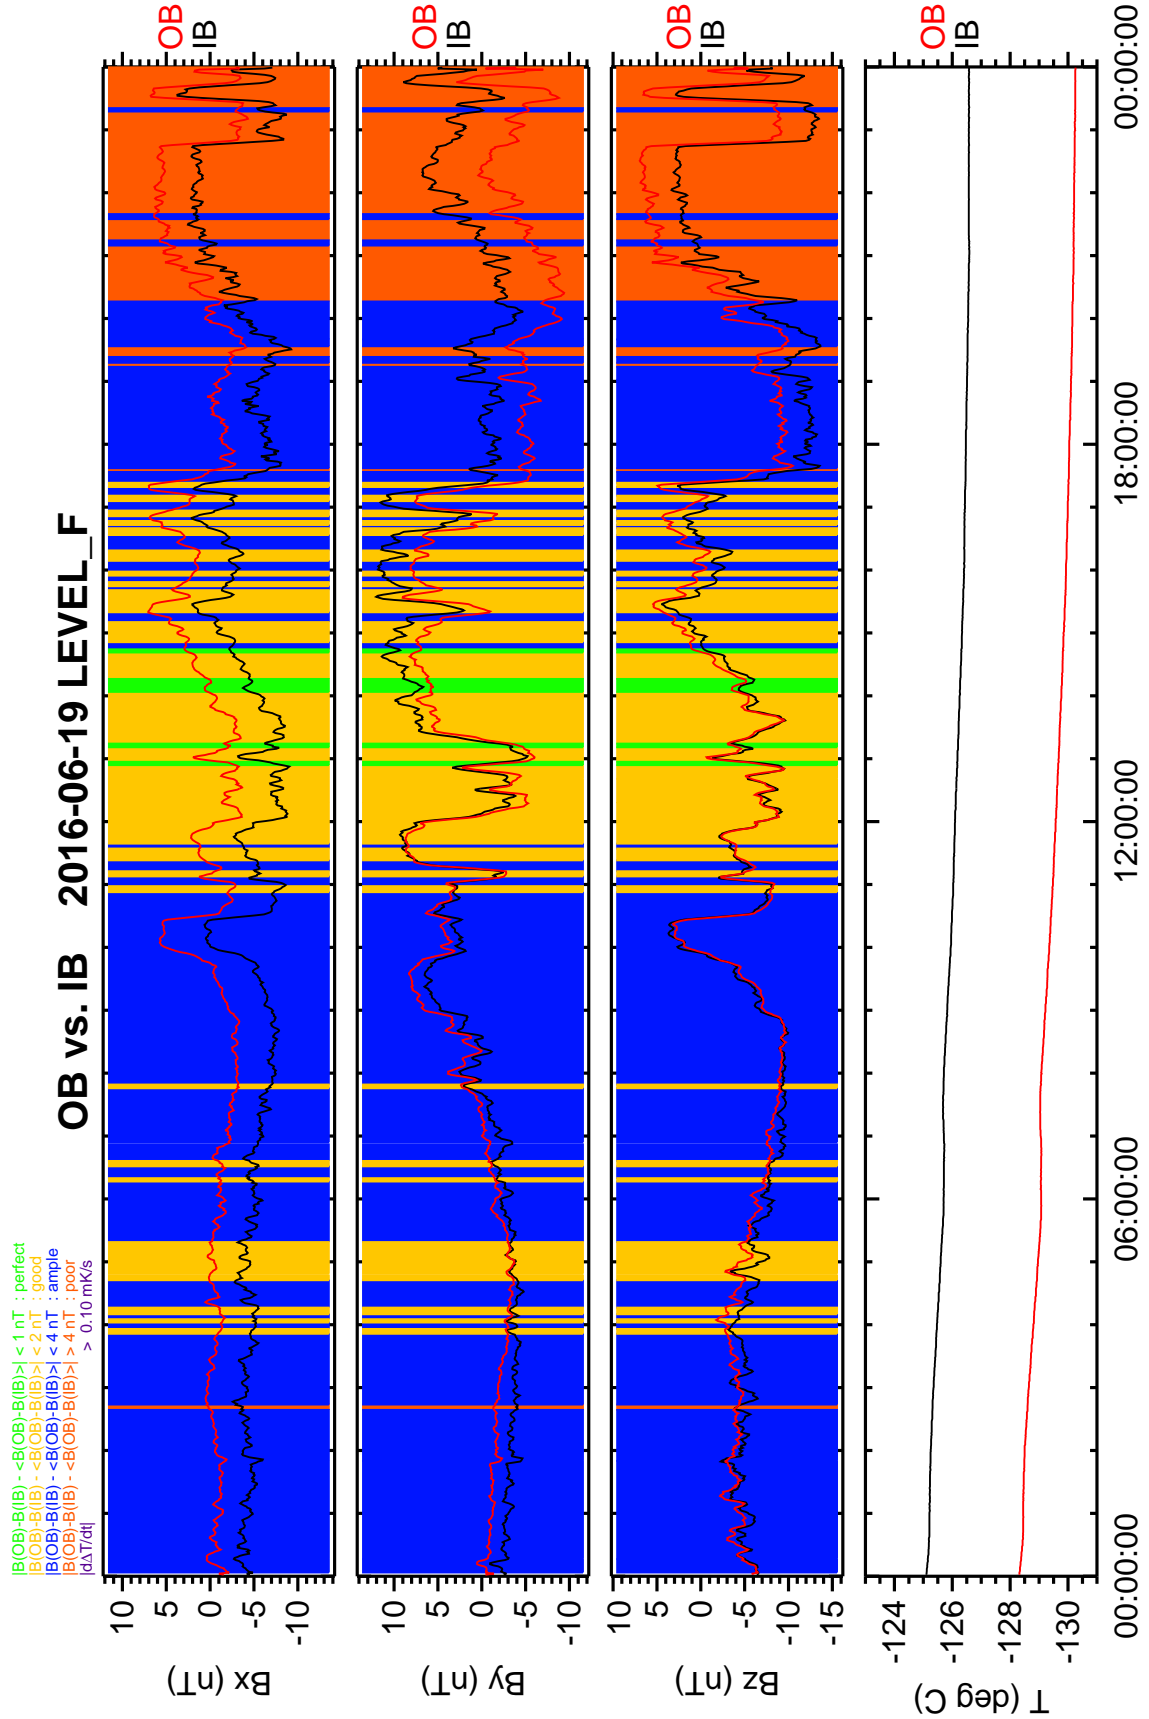 OB vs. IB 2016-06-19 LEVEL_F
|B(OB)-B(IB) - <B(OB)-B(IB)>| < 1 nT : perfect
|B(OB)-B(IB) - <B(OB)-B(IB)>| < 2 nT : good
|B(OB)-B(IB) - <B(OB)-B(IB)>| < 4 nT : ample
|B(OB)-B(IB) - <B(OB)-B(IB)>| > 4 nT : poor
|dΔT/dt| > 0.10 mK/s
Bx (nT)
10
5
0
-5
-10
OB
IB
By (nT)
10
5
0
-5
-10
OB
IB
Bz (nT)
10
5
0
-5
-10
-15
OB
IB
T (deg C)
-124
-126
-128
-130
OB
IB
00:00:00 06:00:00 12:00:00 18:00:00 00:00:00